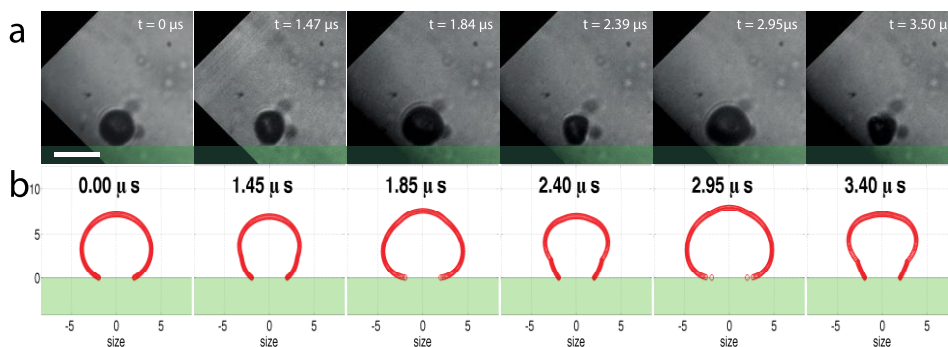 a
t = 0 μs
t = 1.47 μs
t = 1.84 μs
t = 2.39 μs
t = 2.95μs
t = 3.50 μ
b
0.00 μ s
1.45 μ s
1.85 μ s
2.40 μ s
2.95 μ s
3.40 μ s
10
5
0
-5 0 5
-5 0 5
-5 0 5
-5 0 5
-5 0 5
-5 0 5
size
size
size
size
size
size